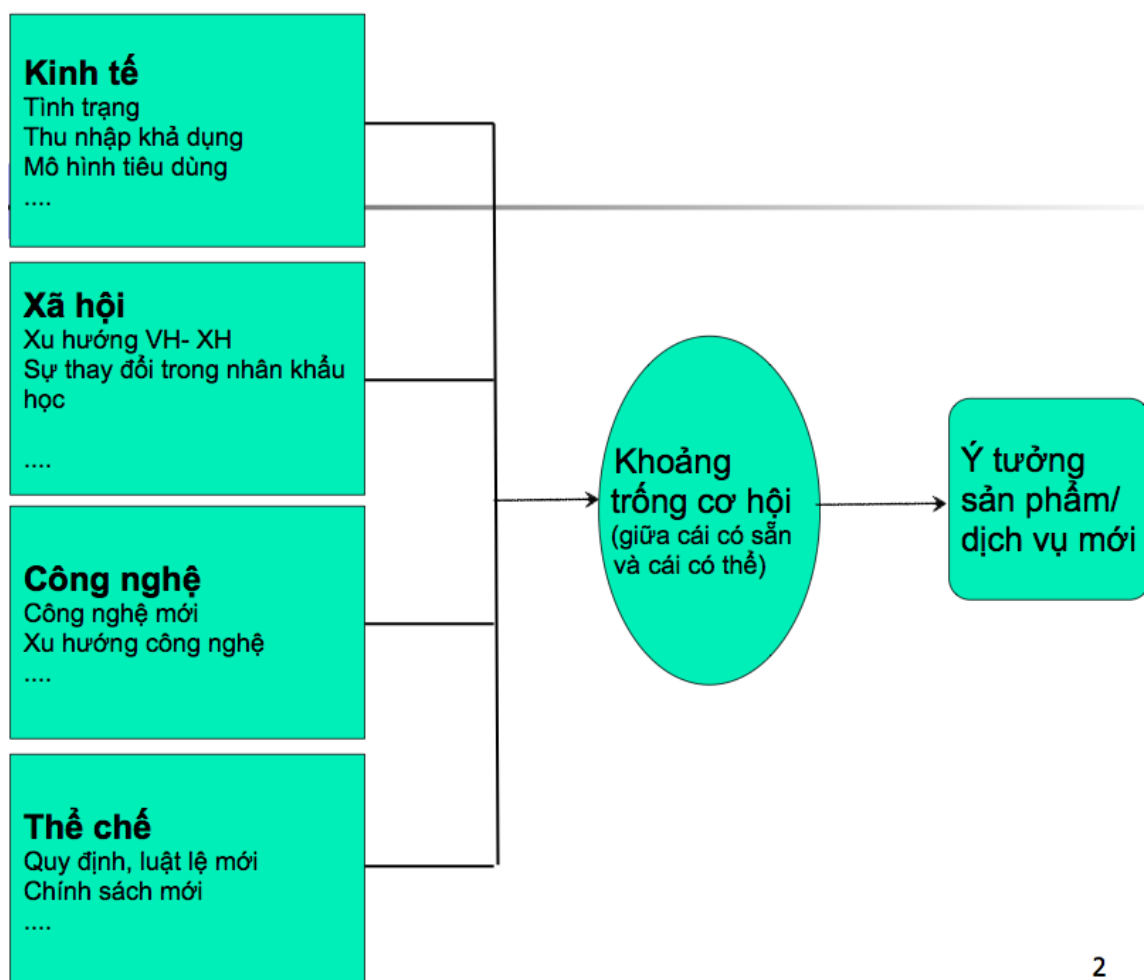 Kinh tế
Tình trạng
Thu nhập khả dụng
Mô hình tiêu dùng
....
Xã hội
Xu hướng VH- XH
Sự thay đổi trong nhân khẩu
học
....
Công nghệ
Công nghệ mới
Xu hướng công nghệ
....
Thể chế
Quy định, luật lệ mới
Chính sách mới
....
Khoảng
trống cơ hội
(giữa cái có sẵn
và cái có thể)
Ý tưởng
sản phẩm/
dịch vụ mới
2